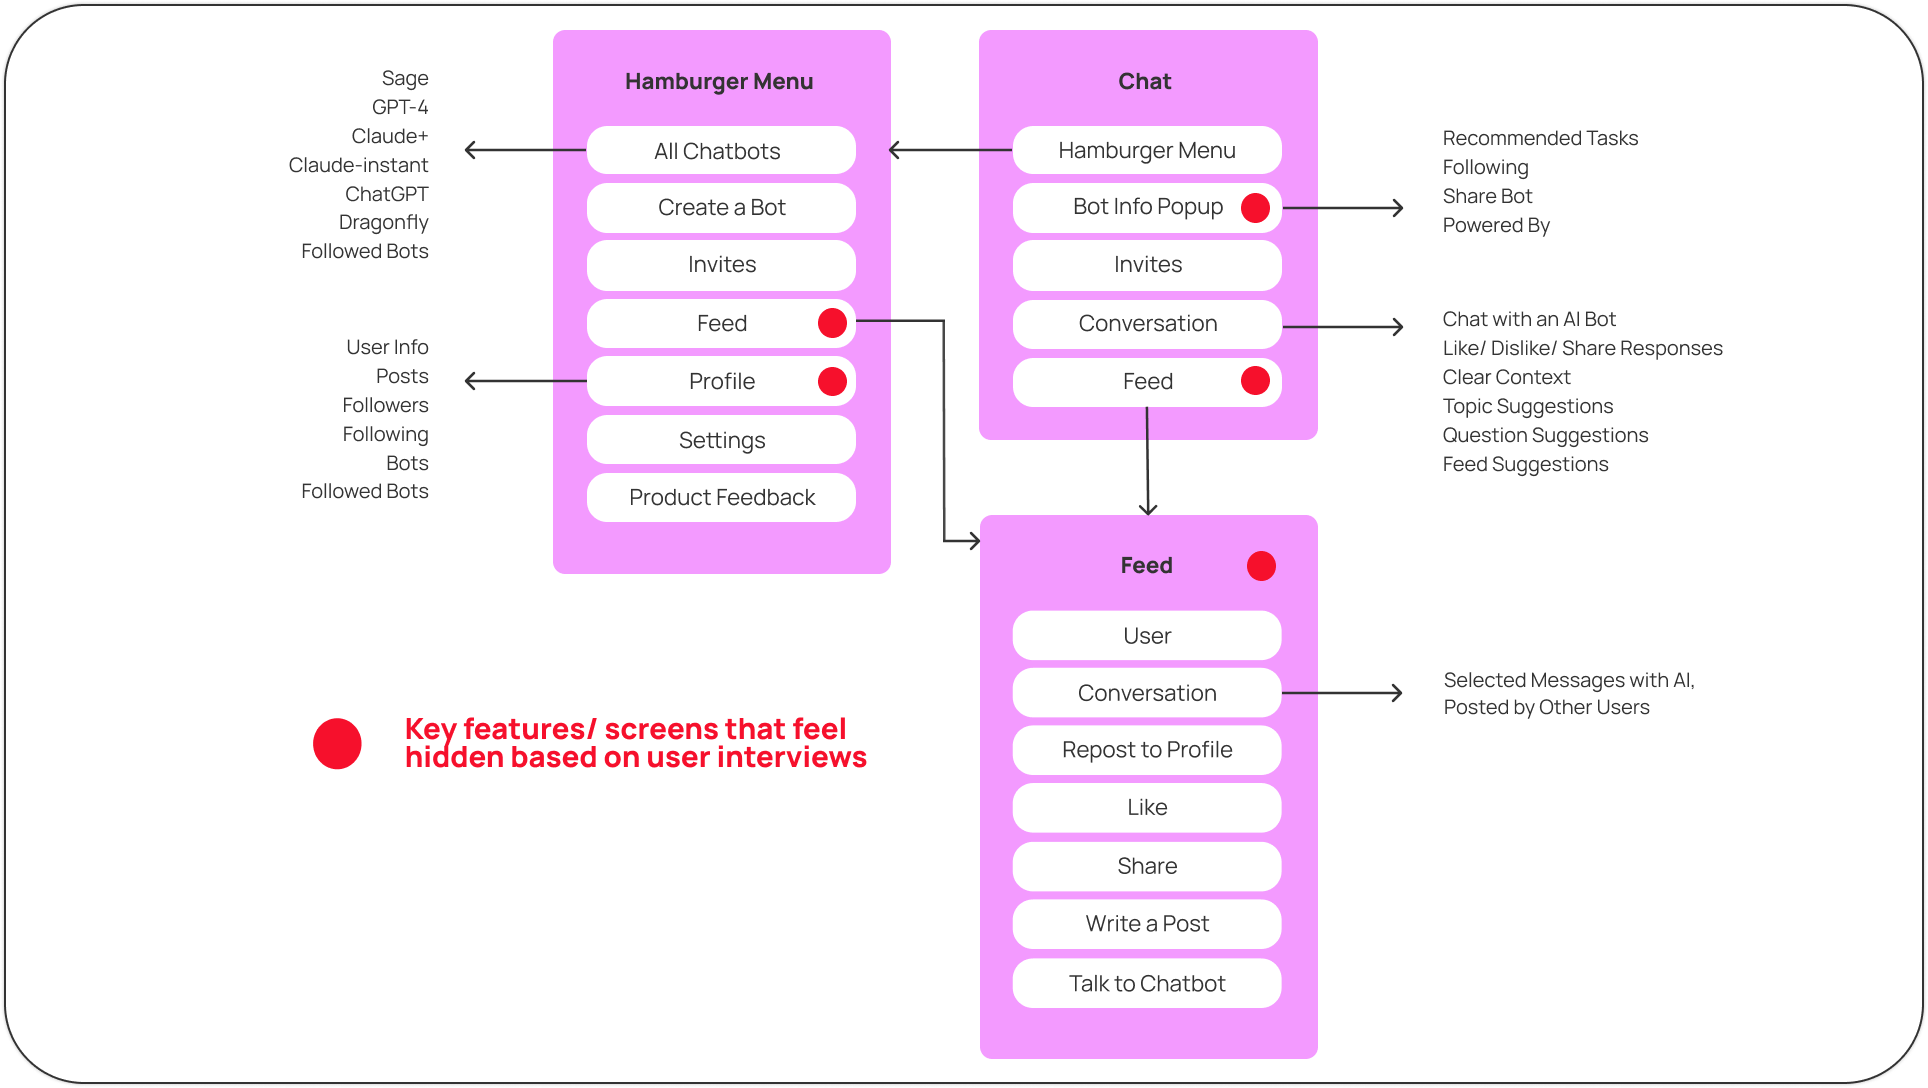 Sage
GPT-4
Claude+
Claude-instant
ChatGPT
Dragonfly
Followed Bots
User Info
Posts
Followers
Following
Bots
Followed Bots
Hamburger Menu
All Chatbots
Create a Bot
Invites
Feed
Profile
Settings
Product Feedback
Chat
Hamburger Menu
Bot Info Popup
Invites
Conversation
Feed
Recommended Tasks
Following
Share Bot
Powered By
Chat with an AI Bot
Like/ Dislike/ Share Responses
Clear Context
Topic Suggestions
Question Suggestions
Feed Suggestions
Feed
User
Conversation
Repost to Profile
Like
Share
Write a Post
Talk to Chatbot
Selected Messages with AI,
Posted by Other Users
Key features/ screens that feel
hidden based on user interviews